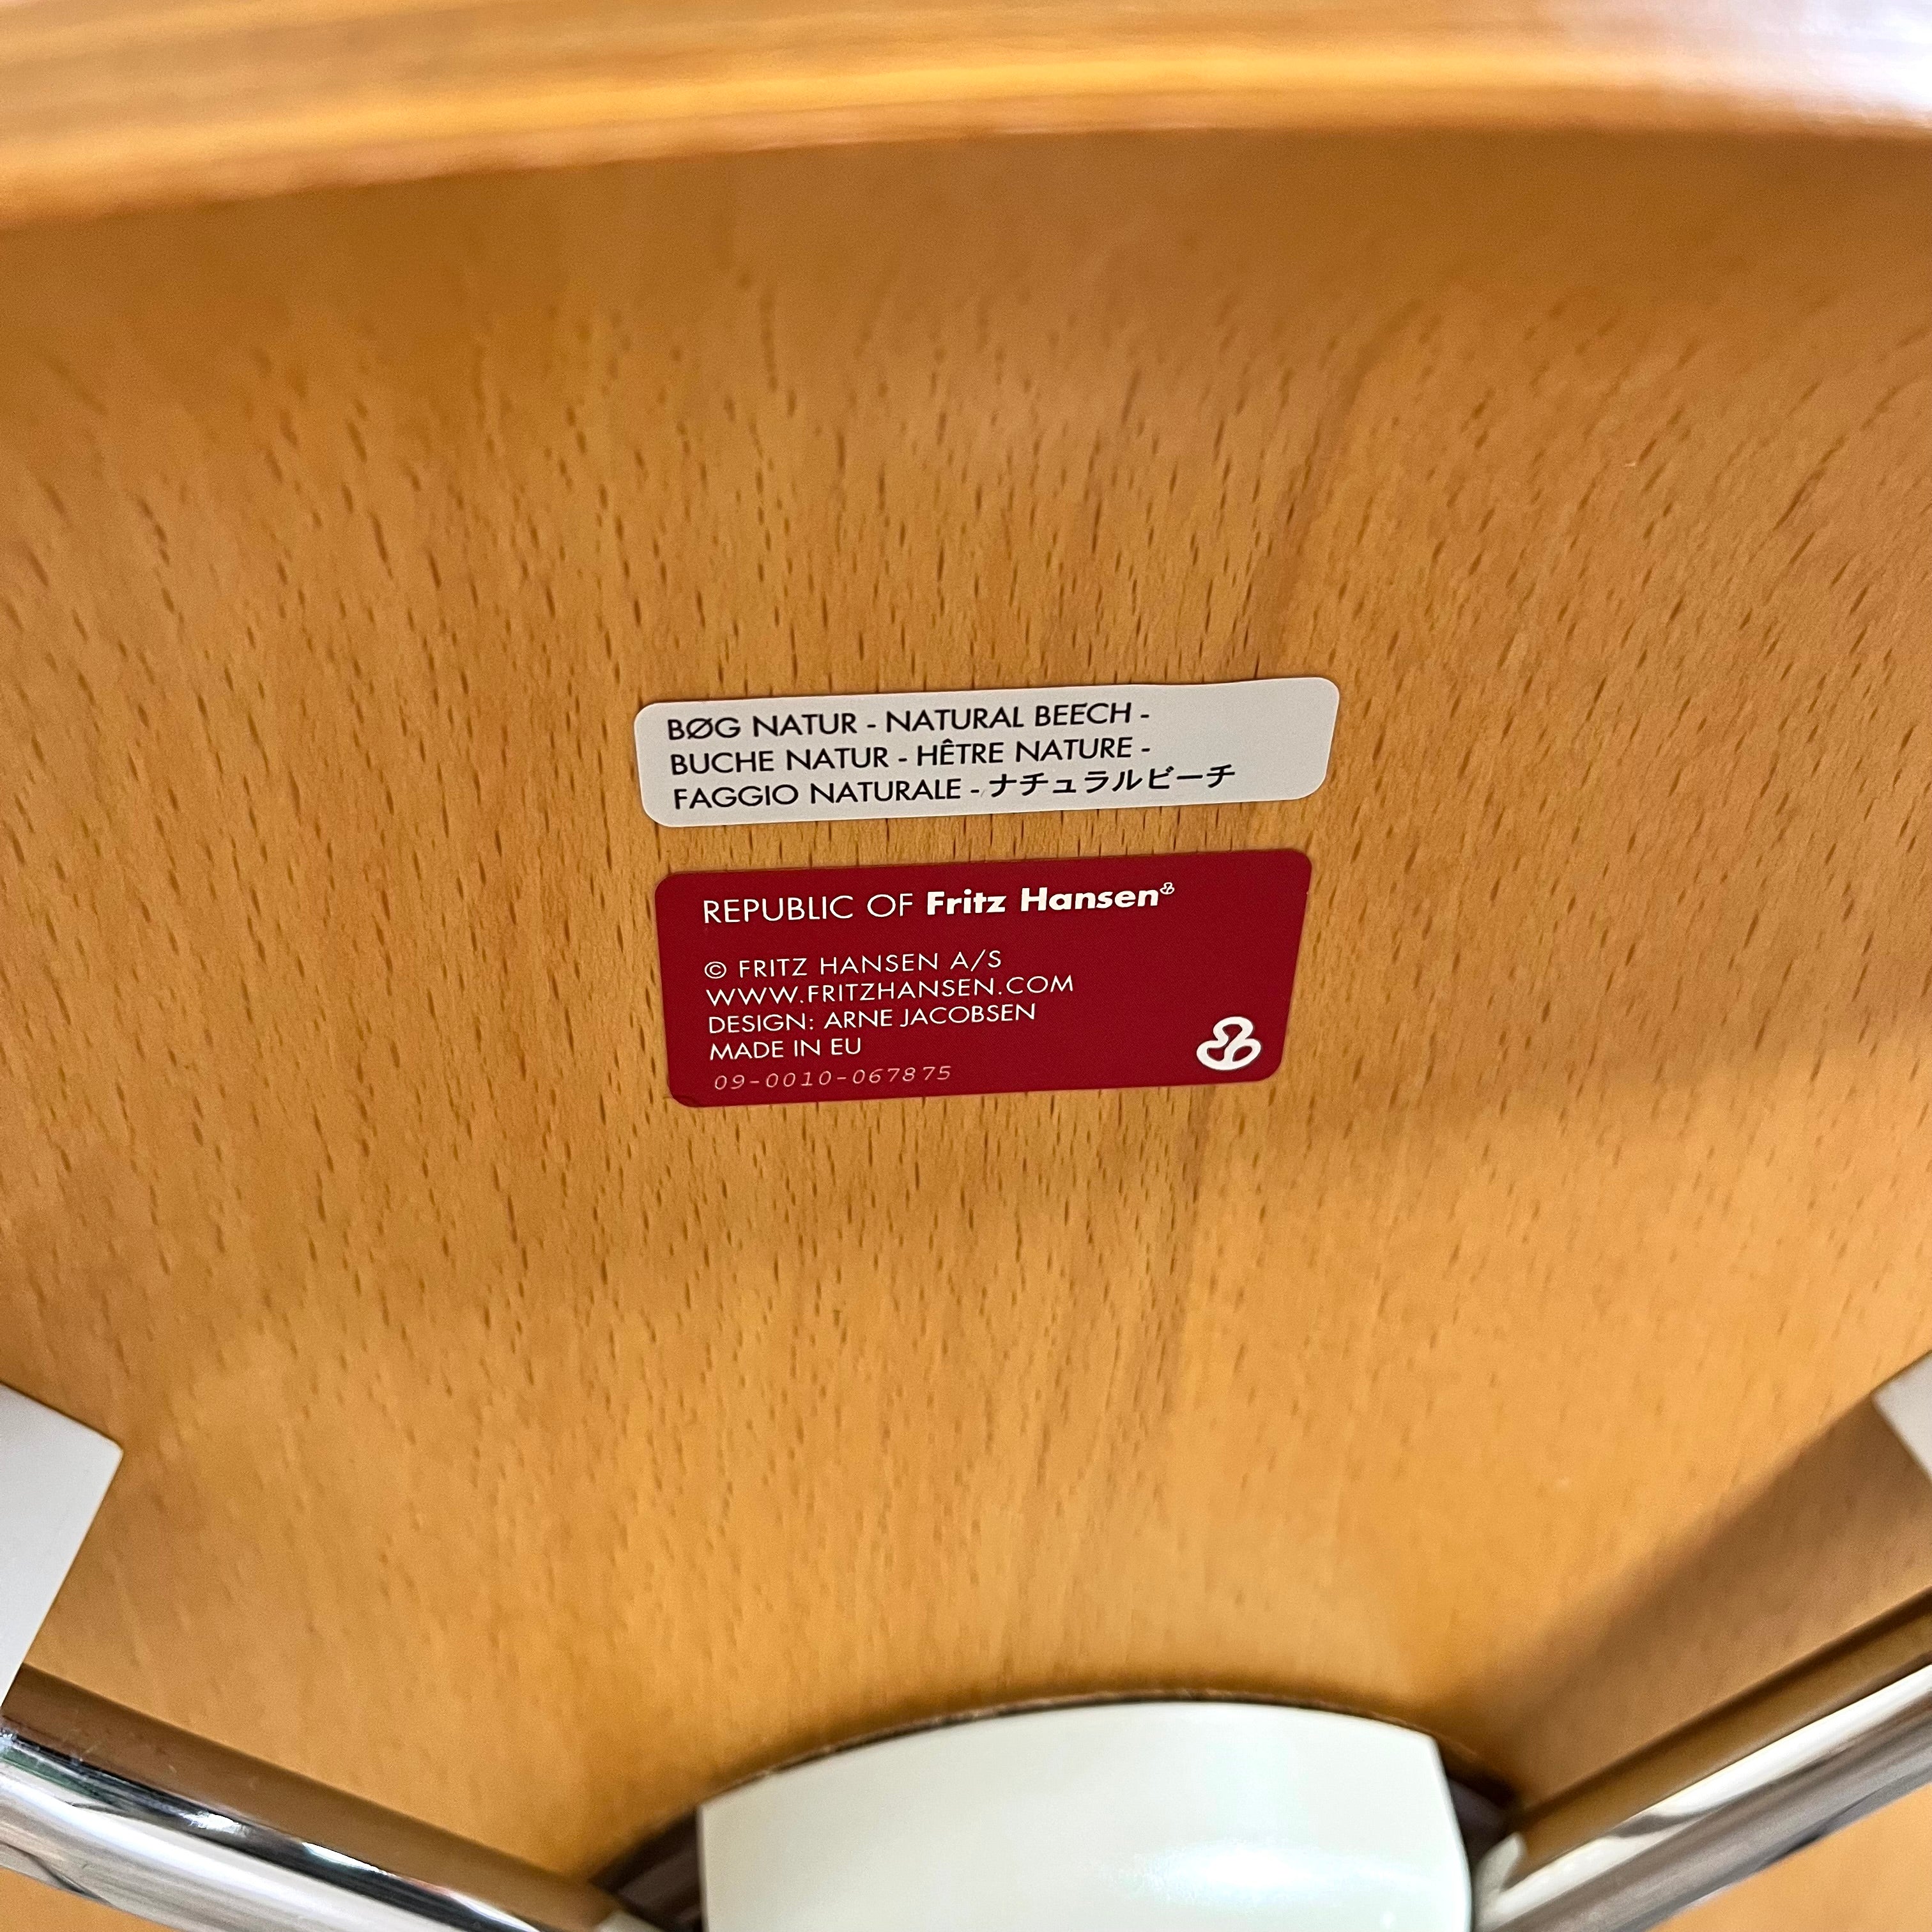 BØG NATUR - NATURAL BEECH -
BUCHE NATUR - HÊTRE NATURE -
FAGGIO NATURALE - ナチュラルビーチ
REPUBLIC OF Fritz Hansen
© FRITZ HANSEN A/S
WWW.FRITZHANSEN.COM
DESIGN: ARNE JACOBSEN
MADE IN EU
09-0010-067875